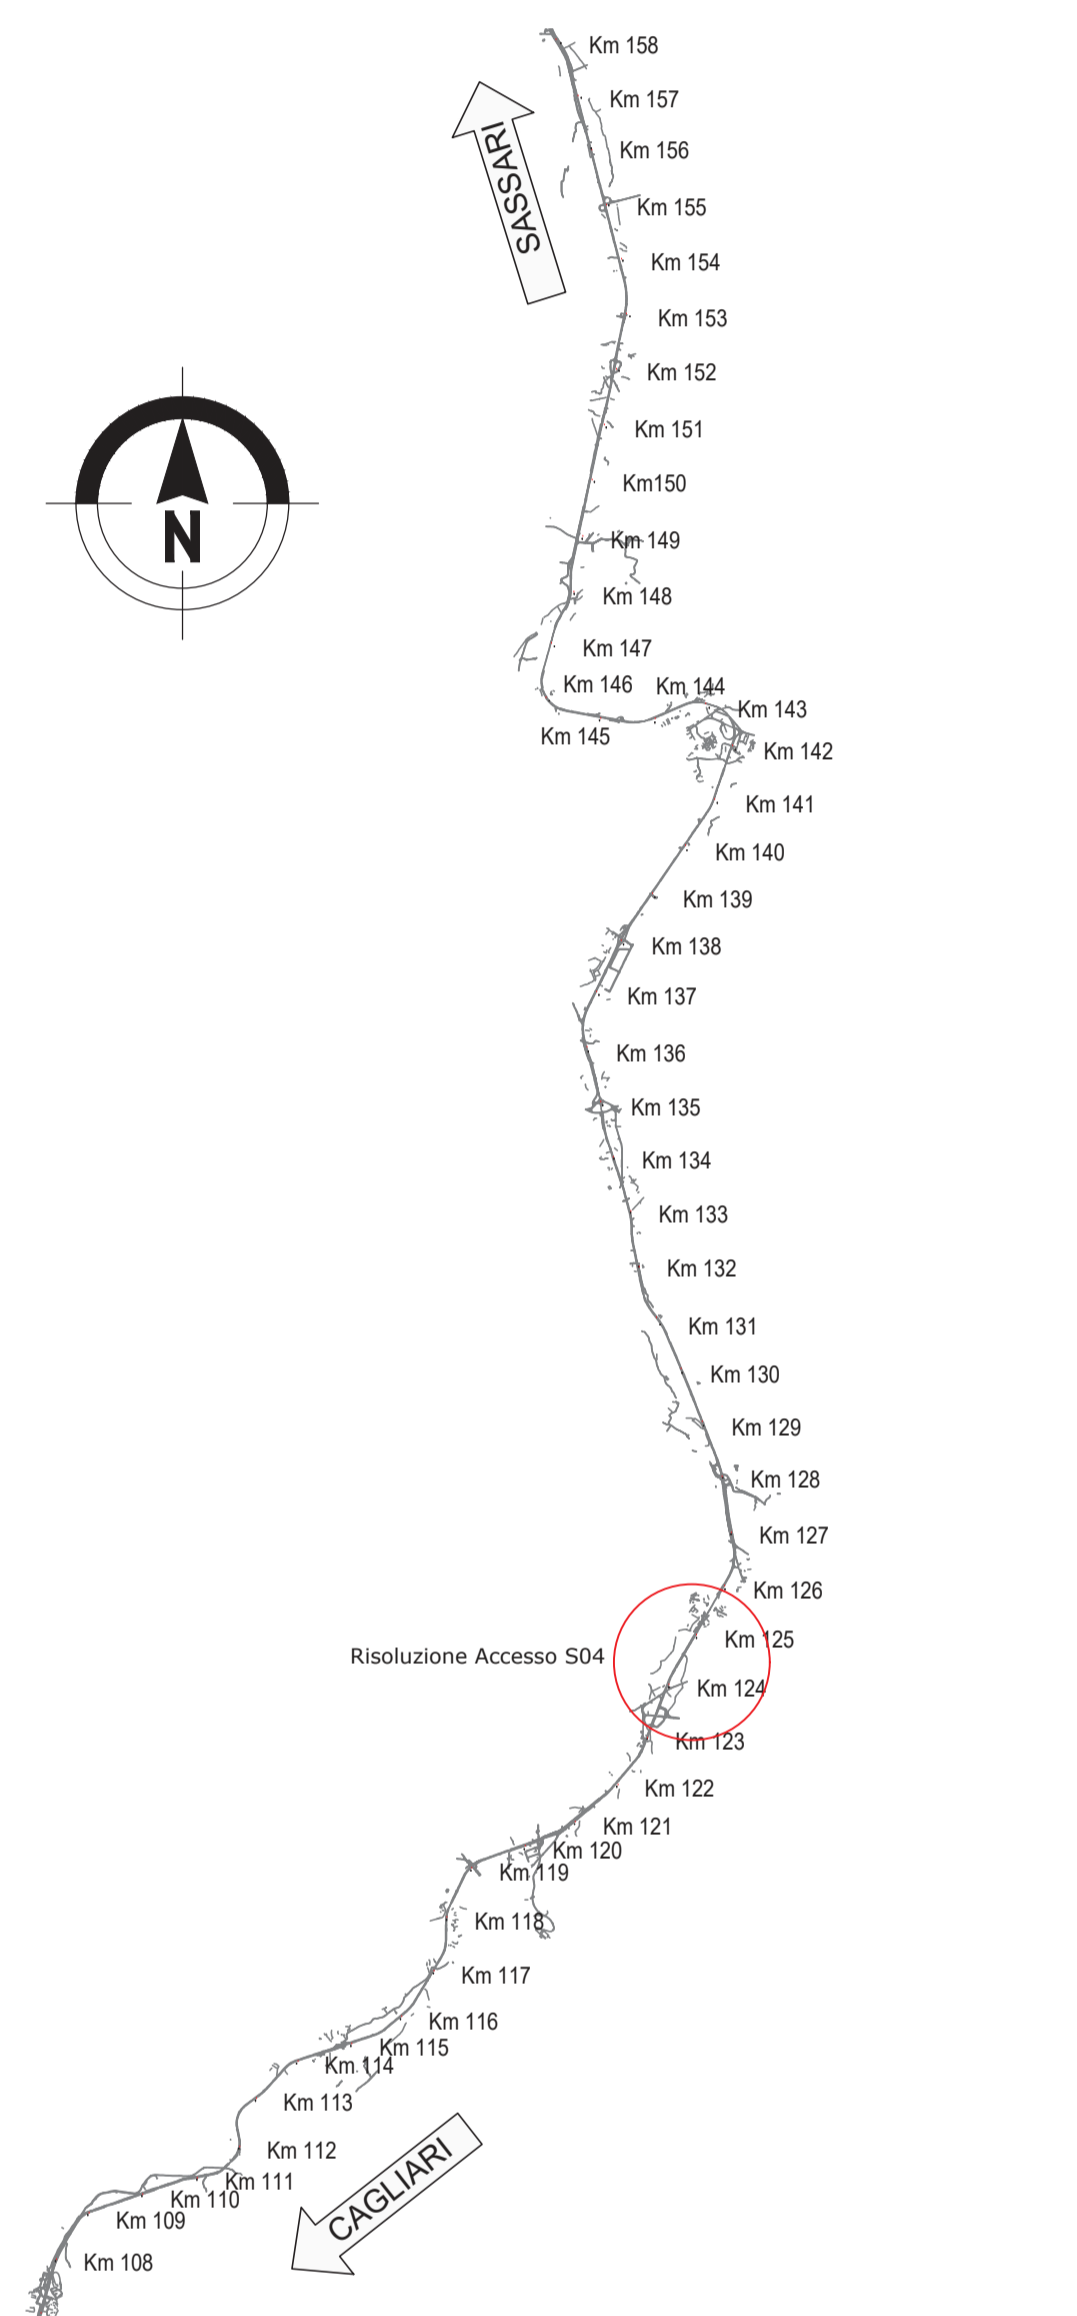 Km 158
Km 157
SASSARI
Km 156
Km 155
Km 154
Km 153
Km 152
Km 151
Km150
N
Km 149
Km 148
Km 147
Km 146
Km 144
Km 143
Km 145
Km 142
Km 141
Km 140
Km 139
Km 138
Km 137
Km 136
Km 135
Km 134
Km 133
Km 132
Km 131
Km 130
Km 129
Km 128
Km 127
Km 126
Km 125
Risoluzione Accesso S04
Km 124
Km 123
Km 122
Km 121
Km 120
Km 119
Km 118
Km 117
Km 116
Km 115
Km 114
Km 113
Km 112
CAGLIARI
Km 111
Km 110
Km 109
Km 108